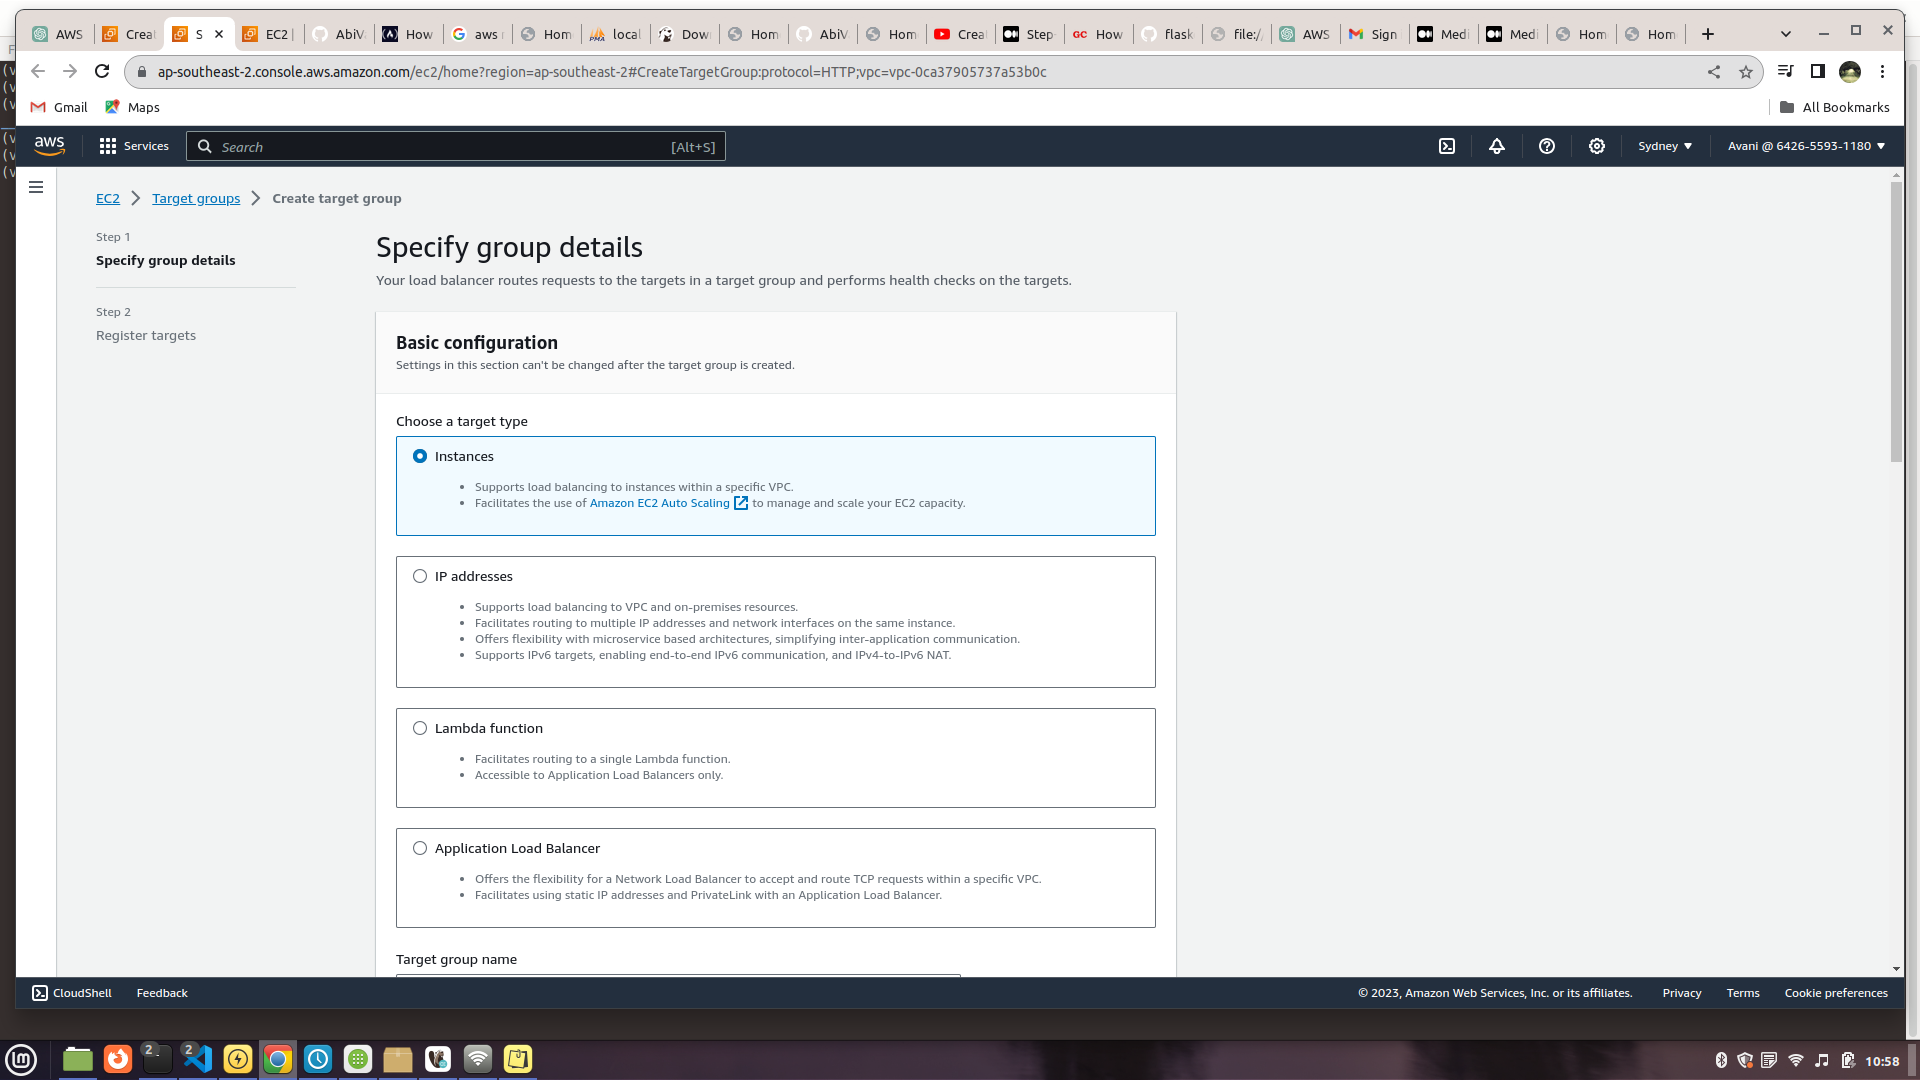 AWS
Crea
S
EC2 |
AbiV
How
aws
Hom
local
Dow
Hom
AbiV
Hom
Crea
Step
GC How
flask
file:/
AWS
Sign
Medi
Medi
Hom
Hom
ap-southeast-2.console.aws.amazon.com/ec2/home?region=ap-southeast-2#CreateTargetGroup:protocol=HTTP;vpc=vpc-0ca37905737a53b0c
Gmail
Maps
All Bookmarks
aws
Services
Search
[Alt+S]
Sydney
Avani @ 6426-5593-1180
EC2
Target groups
Create target group
Step 1
Specify group details
Step 2
Register targets
Specify group details
Your load balancer routes requests to the targets in a target group and performs health checks on the targets.
Basic configuration
Settings in this section can't be changed after the target group is created.
Choose a target type
Instances
• Supports load balancing to instances within a specific VPC.
• Facilitates the use of Amazon EC2 Auto Scaling to manage and scale your EC2 capacity.
IP addresses
• Supports load balancing to VPC and on-premises resources.
• Facilitates routing to multiple IP addresses and network interfaces on the same instance.
• Offers flexibility with microservice based architectures, simplifying inter-application communication.
• Supports IPv6 targets, enabling end-to-end IPv6 communication, and IPv4-to-IPv6 NAT.
Lambda function
• Facilitates routing to a single Lambda function.
• Accessible to Application Load Balancers only.
Application Load Balancer
• Offers the flexibility for a Network Load Balancer to accept and route TCP requests within a specific VPC.
• Facilitates using static IP addresses and PrivateLink with an Application Load Balancer.
Target group name
CloudShell
Feedback
© 2023, Amazon Web Services, Inc. or its affiliates.
Privacy
Terms
Cookie preferences
2
2
10:58